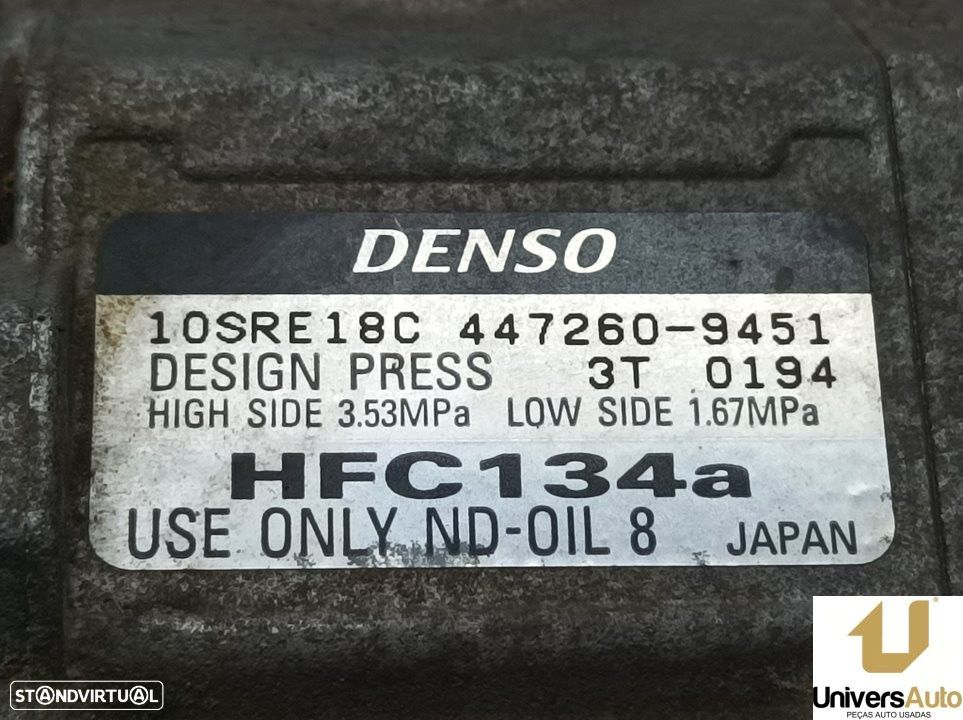 DENSO
10SRE18C 447260-9451
DESIGN PRESS 3T 0194
HIGH SIDE 3.53MPa LOW SIDE 1.67MPa
HFC134a
USE ONLY ND-OIL 8 JAPAN
STANDVIRTUAL
UniversAuto
PEÇAS AUTO USADAS